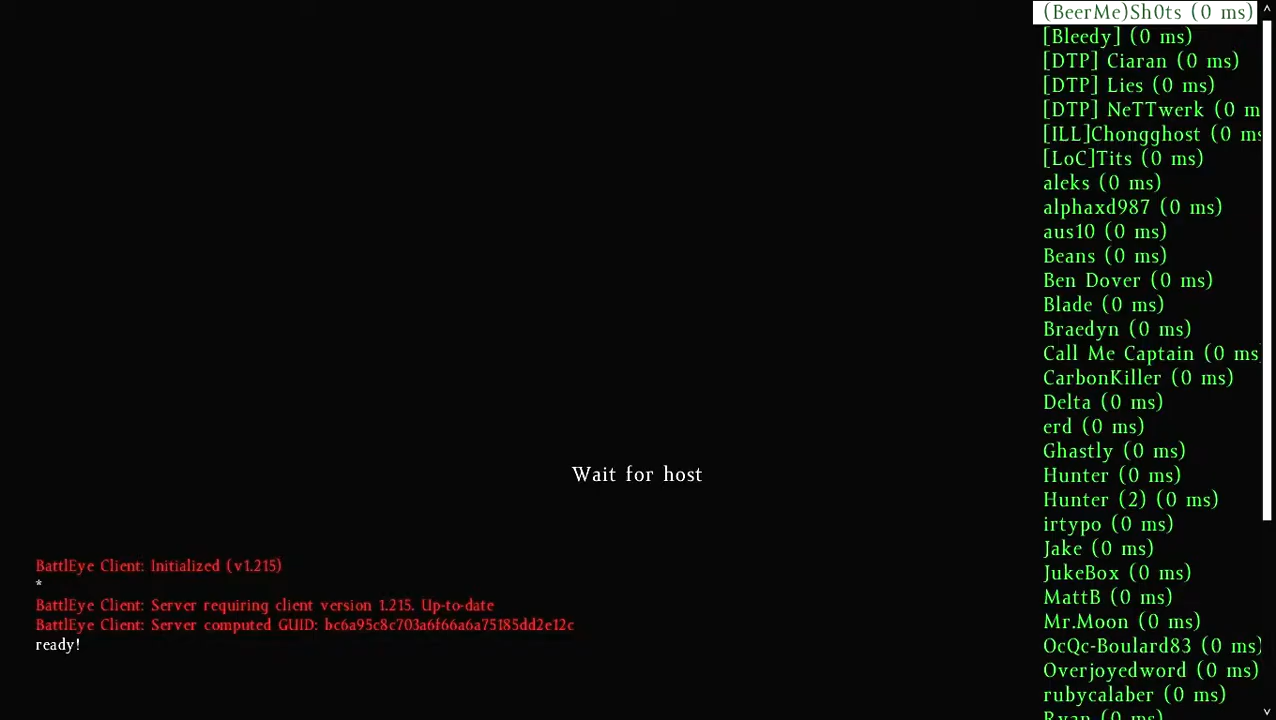 (BeerMe)Sh0ts (0 ms)
[Bleedy] (0 ms)
[DTP] Ciaran (0 ms)
[DTP] Lies (0 ms)
[DTP] NeTTwerk (0 m
[ILL]Chongghost (0 ms
[LoC]Tits (0 ms)
aleks (0 ms)
alphaxd987 (0 ms)
aus10 (0 ms)
Beans (0 ms)
Ben Dover (0 ms)
Blade (0 ms)
Braedyn (0 ms)
Call Me Captain (0 ms)
CarbonKiller (0 ms)
Delta (0 ms)
erd (0 ms)
Ghastly (0 ms)
Hunter (0 ms)
Hunter (2) (0 ms)
irtypo (0 ms)
Jake (0 ms)
JukeBox (0 ms)
MattB (0 ms)
Mr.Moon (0 ms)
OcQc-Boulard83 (0 ms)
Overjoyedword (0 ms)
rubycalaber (0 ms)
Ryan (0 ms)
Wait for host
BattlEye Client: Initialized (v1.215)
*
BattlEye Client: Server requiring client version 1.215. Up-to-date
BattlEye Client: Server computed GUID: bc6a95c8c703a6f66a6a75185dd2e12c
ready!